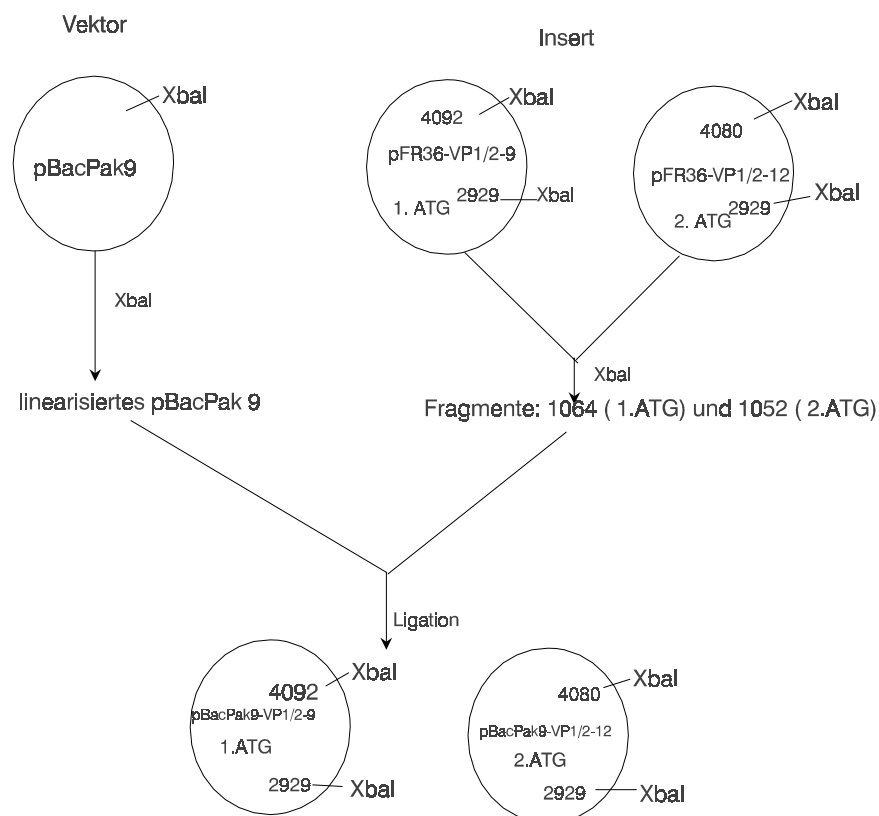 Vektor
Insert
XbaI
pBacPak9
XbaI
4092
pFR36-VP1/2-9
2929
XbaI
1. ATG
XbaI
4080
pFR36-VP1/2-12
XbaI
2929
2. ATG
XbaI
XbaI
linearisiertes pBacPak 9
Fragmente: 1064 ( 1.ATG) und 1052 ( 2.ATG)
Ligation
XbaI
4092
pBacPak9-VP1/2-9
1.ATG
2929
XbaI
XbaI
4080
pBacPak9-VP1/2-12
2.ATG
2929
XbaI